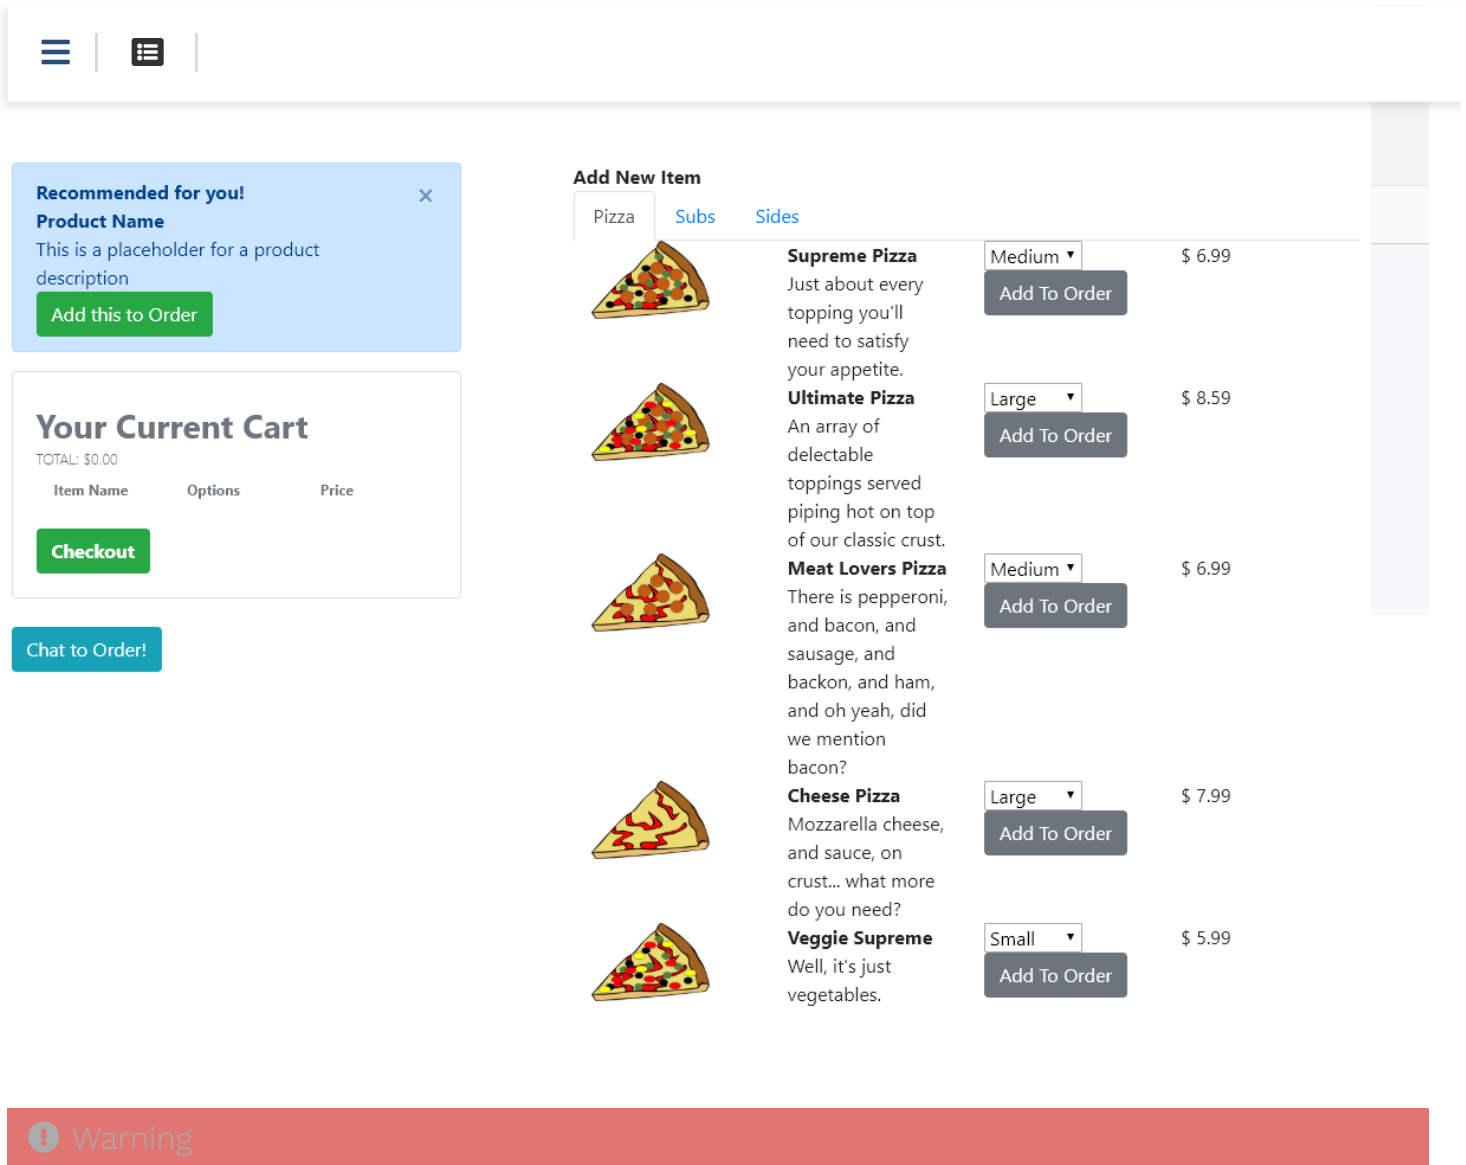 Recommended for you!
×
Product Name
This is a placeholder for a product
description
Add this to Order
Your Current Cart
TOTAL: $0.00
Item Name Options Price
Checkout
Chat to Order!
Add New Item
Pizza Subs Sides
Supreme Pizza
Just about every
topping you'll
need to satisfy
your appetite.
Medium
Add To Order
$ 6.99
Ultimate Pizza
An array of
delectable
toppings served
piping hot on top
of our classic crust.
Large
Add To Order
$ 8.59
Meat Lovers Pizza
There is pepperoni,
and bacon, and
sausage, and
backon, and ham,
and oh yeah, did
we mention
bacon?
Medium
Add To Order
$ 6.99
Cheese Pizza
Mozzarella cheese,
and sauce, on
crust... what more
do you need?
Large
Add To Order
$ 7.99
Veggie Supreme
Well, it's just
vegetables.
Small
Add To Order
$ 5.99
Warning